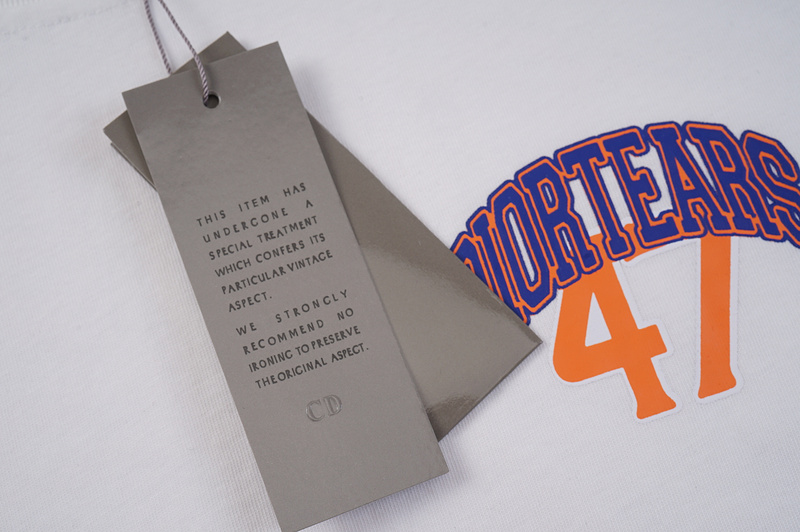 THIS ITEM HAS
UNDERGONE A
SPECIAL TREATMENT
WHICH CONFERS ITS
PARTICULAR VINTAGE
ASPECT.
WE STRONGLY
RECOMMEND NO
IRONING TO PRESERVE
THE ORIGINAL ASPECT.
CD
DIORTEARS
47